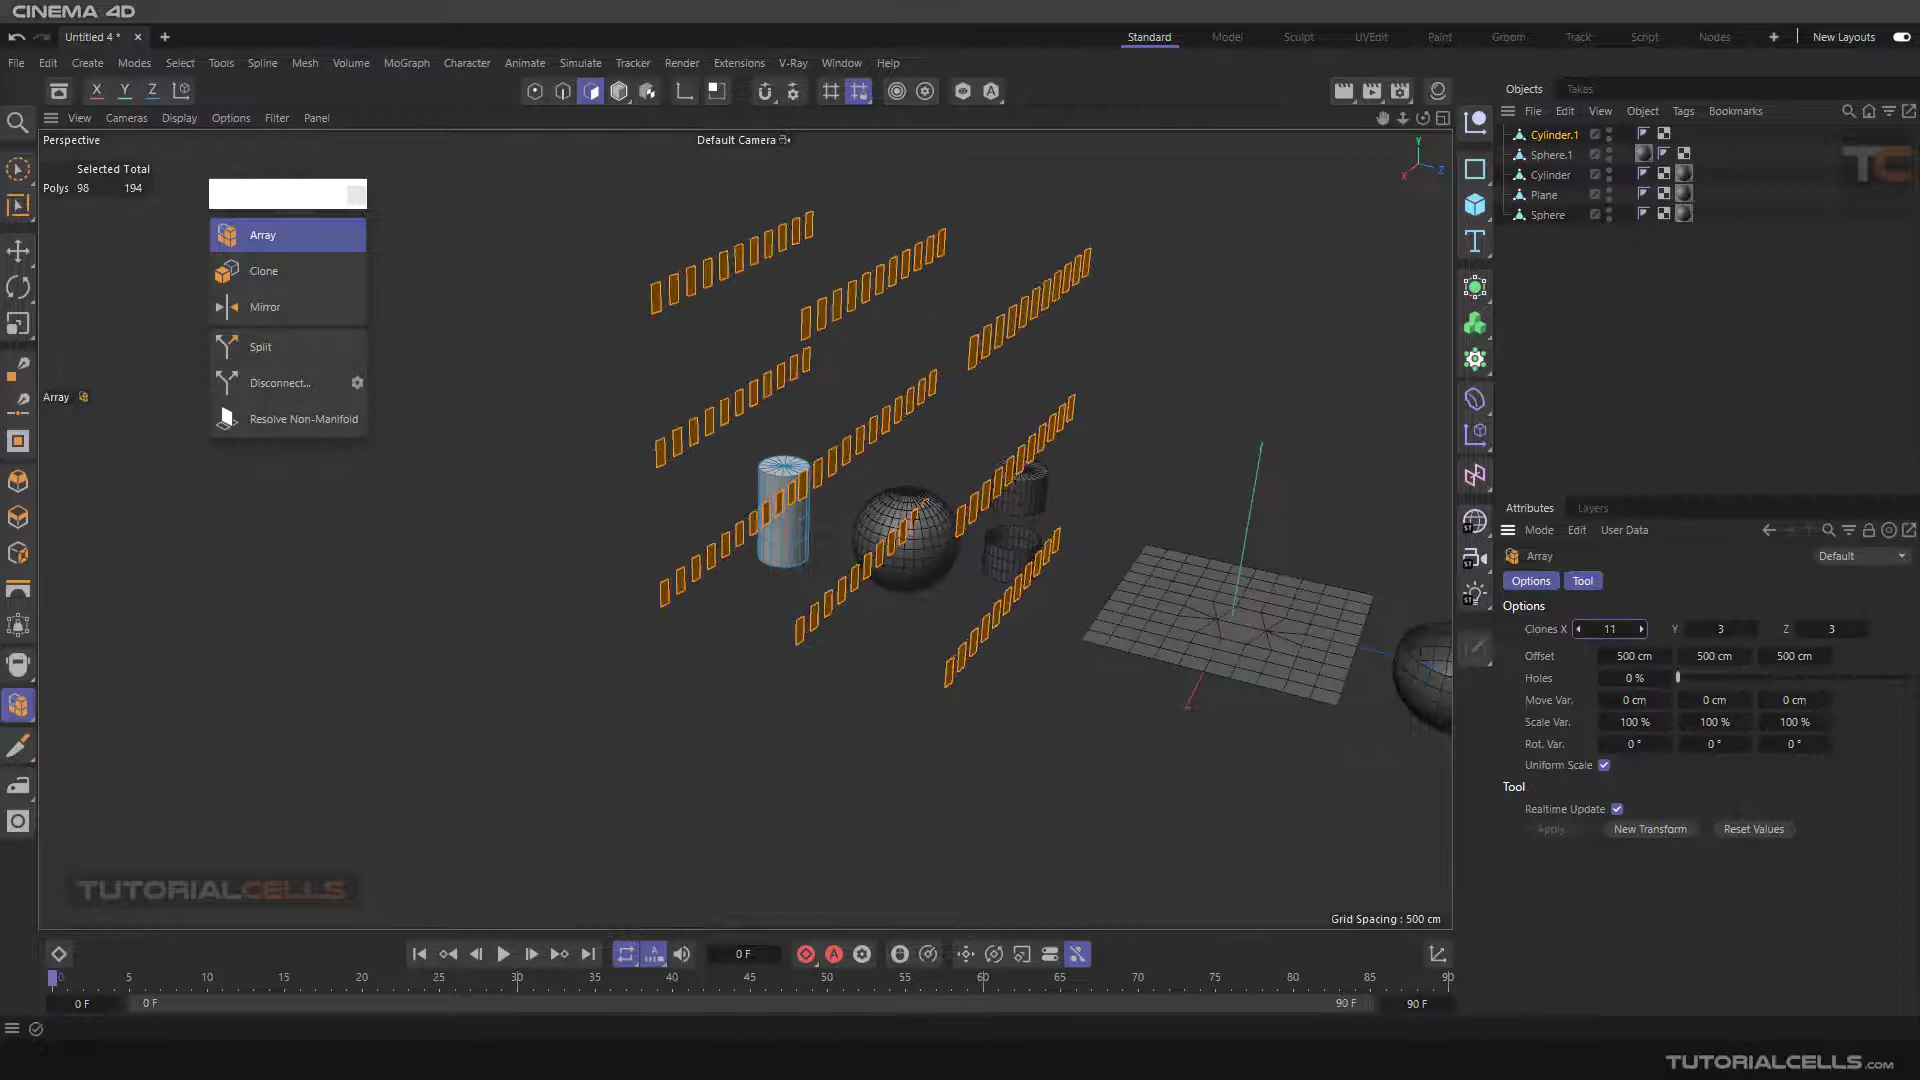 CINEMA 4D
Untitled 4 *
Standard Model Sculpt UVEdit Paint Groom Track Script Nodes New Layouts
File Edit Create Modes Select Tools Spline Mesh Volume MoGraph Character Animate Simulate Tracker Render Extensions V-Ray Window Help
X Y Z
Objects Takes
View Cameras Display Options Filter Panel
File Edit View Object Tags Bookmarks
Perspective
Default Camera
Cylinder.1
Sphere.1
Cylinder
Plane
Sphere
TC
Y
Z
X
Selected Total
Polys 98 194
Array
Clone
Mirror
Split
Disconnect...
Resolve Non-Manifold
Array
Attributes Layers
Mode Edit User Data
Array Default
Options Tool
Options
Clones X 11 Y 3 Z 3
Offset 500 cm 500 cm 500 cm
Holes 0 %
Move Var. 0 cm 0 cm 0 cm
Scale Var. 100 % 100 % 100 %
Rot. Var. 0 ° 0 ° 0 °
Uniform Scale
Tool
Realtime Update
Apply New Transform Reset Values
TUTORIALCELLS
Grid Spacing : 500 cm
0 F
0 5 10 15 20 25 30 35 40 45 50 55 60 65 70 75 80 85 90
0 F 0 F 90 F 90 F
TUTORIALCELLS.COM